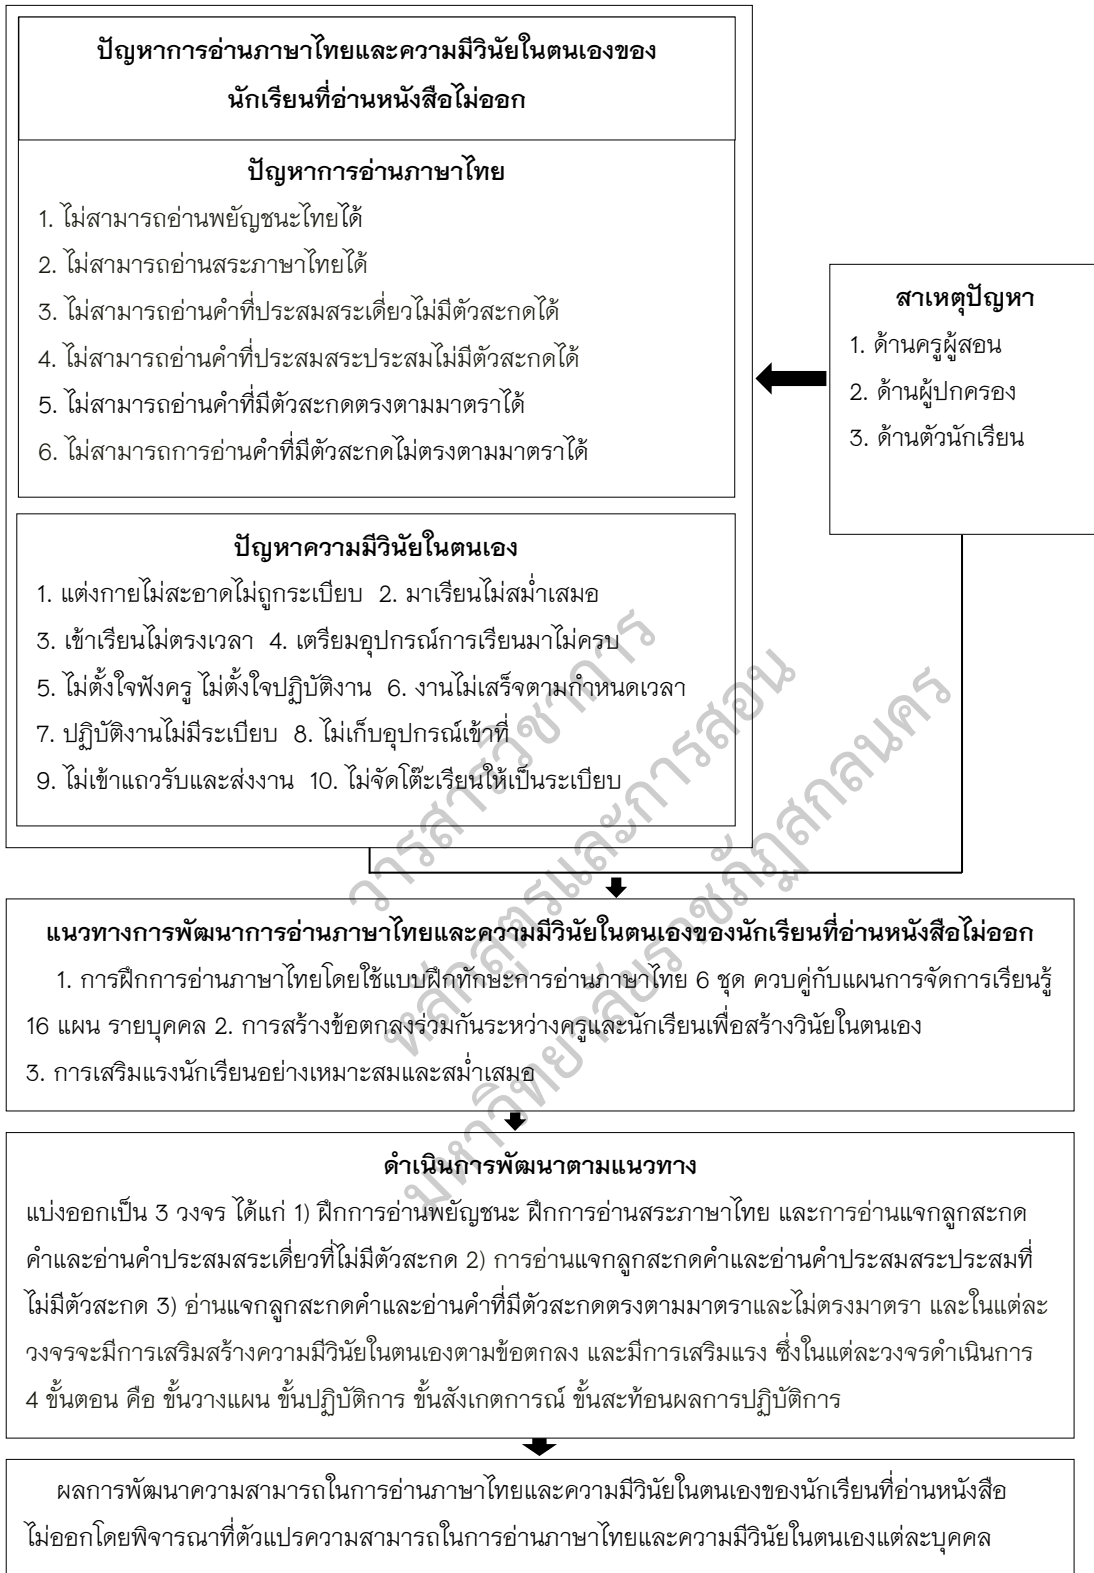 ปัญหาการอ่านภาษาไทยและความมีวินัยในตนเองของ
นักเรียนที่อ่านหนังสือไม่ออก
ปัญหาการอ่านภาษาไทย
1. ไม่สามารถอ่านพยัญชนะไทยได้
2. ไม่สามารถอ่านสระภาษาไทยได้
3. ไม่สามารถอ่านคำที่ประสมสระเดี่ยวไม่มีตัวสะกดได้
4. ไม่สามารถอ่านคำที่ประสมสระประสมไม่มีตัวสะกดได้
5. ไม่สามารถอ่านคำที่มีตัวสะกดตรงตามมาตราได้
6. ไม่สามารถการอ่านคำที่มีตัวสะกดไม่ตรงตามมาตราได้
สาเหตุปัญหา
1. ด้านครูผู้สอน
2. ด้านผู้ปกครอง
3. ด้านตัวนักเรียน
ปัญหาความมีวินัยในตนเอง
1. แต่งกายไม่สะอาดไม่ถูกระเบียบ 2. มาเรียนไม่สม่ำเสมอ
3. เข้าเรียนไม่ตรงเวลา 4. เตรียมอุปกรณ์การเรียนมาไม่ครบ
5. ไม่ตั้งใจฟังครู ไม่ตั้งใจปฏิบัติงาน 6. งานไม่เสร็จตามกำหนดเวลา
7. ปฏิบัติงานไม่มีระเบียบ 8. ไม่เก็บอุปกรณ์เข้าที่
9. ไม่เข้าแถวรับและส่งงาน 10. ไม่จัดโต๊ะเรียนให้เป็นระเบียบ
วารสารวิชาการ
หลักสูตรและการสอน
มหาวิทยาลัยราชภัฏสกลนคร
แนวทางการพัฒนาการอ่านภาษาไทยและความมีวินัยในตนเองของนักเรียนที่อ่านหนังสือไม่ออก
1. การฝึกการอ่านภาษาไทยโดยใช้แบบฝึกทักษะการอ่านภาษาไทย 6 ชุด ควบคู่กับแผนการจัดการเรียนรู้
16 แผน รายบุคคล 2. การสร้างข้อตกลงร่วมกันระหว่างครูและนักเรียนเพื่อสร้างวินัยในตนเอง
3. การเสริมแรงนักเรียนอย่างเหมาะสมและสม่ำเสมอ
ดำเนินการพัฒนาตามแนวทาง
แบ่งออกเป็น 3 วงจร ได้แก่ 1) ฝึกการอ่านพยัญชนะ ฝึกการอ่านสระภาษาไทย และการอ่านแจกลูกสะกด
คำและอ่านคำประสมสระเดี่ยวที่ไม่มีตัวสะกด 2) การอ่านแจกลูกสะกดคำและอ่านคำประสมสระประสมที่
ไม่มีตัวสะกด 3) อ่านแจกลูกสะกดคำและอ่านคำที่มีตัวสะกดตรงตามมาตราและไม่ตรงมาตรา และในแต่ละ
วงจรจะมีการเสริมสร้างความมีวินัยในตนเองตามข้อตกลง และมีการเสริมแรง ซึ่งในแต่ละวงจรดำเนินการ
4 ขั้นตอน คือ ขั้นวางแผน ขั้นปฏิบัติการ ขั้นสังเกตการณ์ ขั้นสะท้อนผลการปฏิบัติการ
ผลการพัฒนาความสามารถในการอ่านภาษาไทยและความมีวินัยในตนเองของนักเรียนที่อ่านหนังสือ
ไม่ออกโดยพิจารณาที่ตัวแปรความสามารถในการอ่านภาษาไทยและความมีวินัยในตนเองแต่ละบุคคล